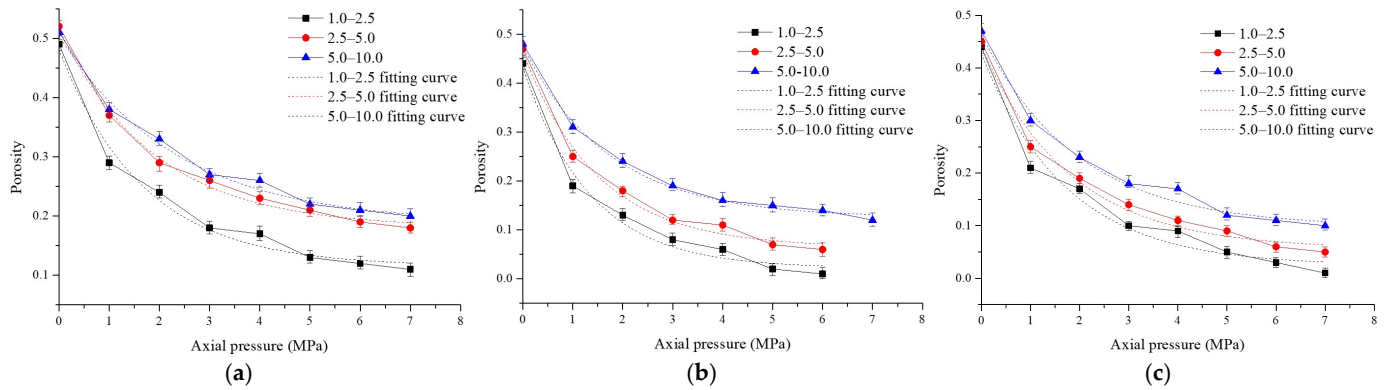 1.0–2.5
2.5–5.0
5.0–10.0
1.0–2.5 fitting curve
2.5–5.0 fitting curve
5.0–10.0 fitting curve
0.5
0.4
0.3
0.2
0.1
Porosity
0 1 2 3 4 5 6 7 8
Axial pressure (MPa)
(a)
1.0–2.5
2.5–5.0
5.0–10.0
1.0–2.5 fitting curve
2.5–5.0 fitting curve
5.0–10.0 fitting curve
0.5
0.4
0.3
0.2
0.1
0.0
Porosity
0 1 2 3 4 5 6 7 8
Axial pressure (MPa)
(b)
1.0–2.5
2.5–5.0
5.0–10.0
1.0–2.5 fitting curve
2.5–5.0 fitting curve
5.0–10.0 fitting curve
0.5
0.4
0.3
0.2
0.1
0.0
Porosity
0 1 2 3 4 5 6 7 8
Axial pressure (MPa)
(c)